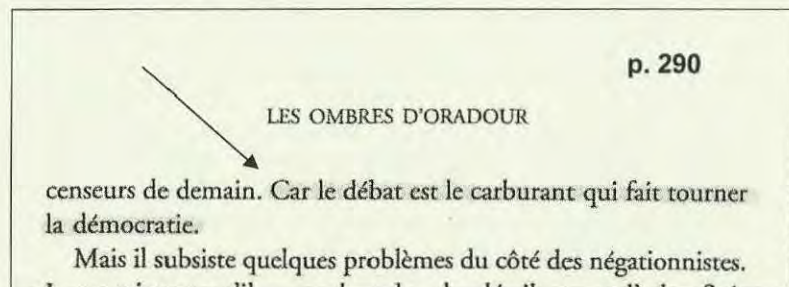 p. 290
LES OMBRES D'ORADOUR
censeurs de demain. Car le débat est le carburant qui fait tourner
la démocratie.
Mais il subsiste quelques problèmes du côté des négationnistes.